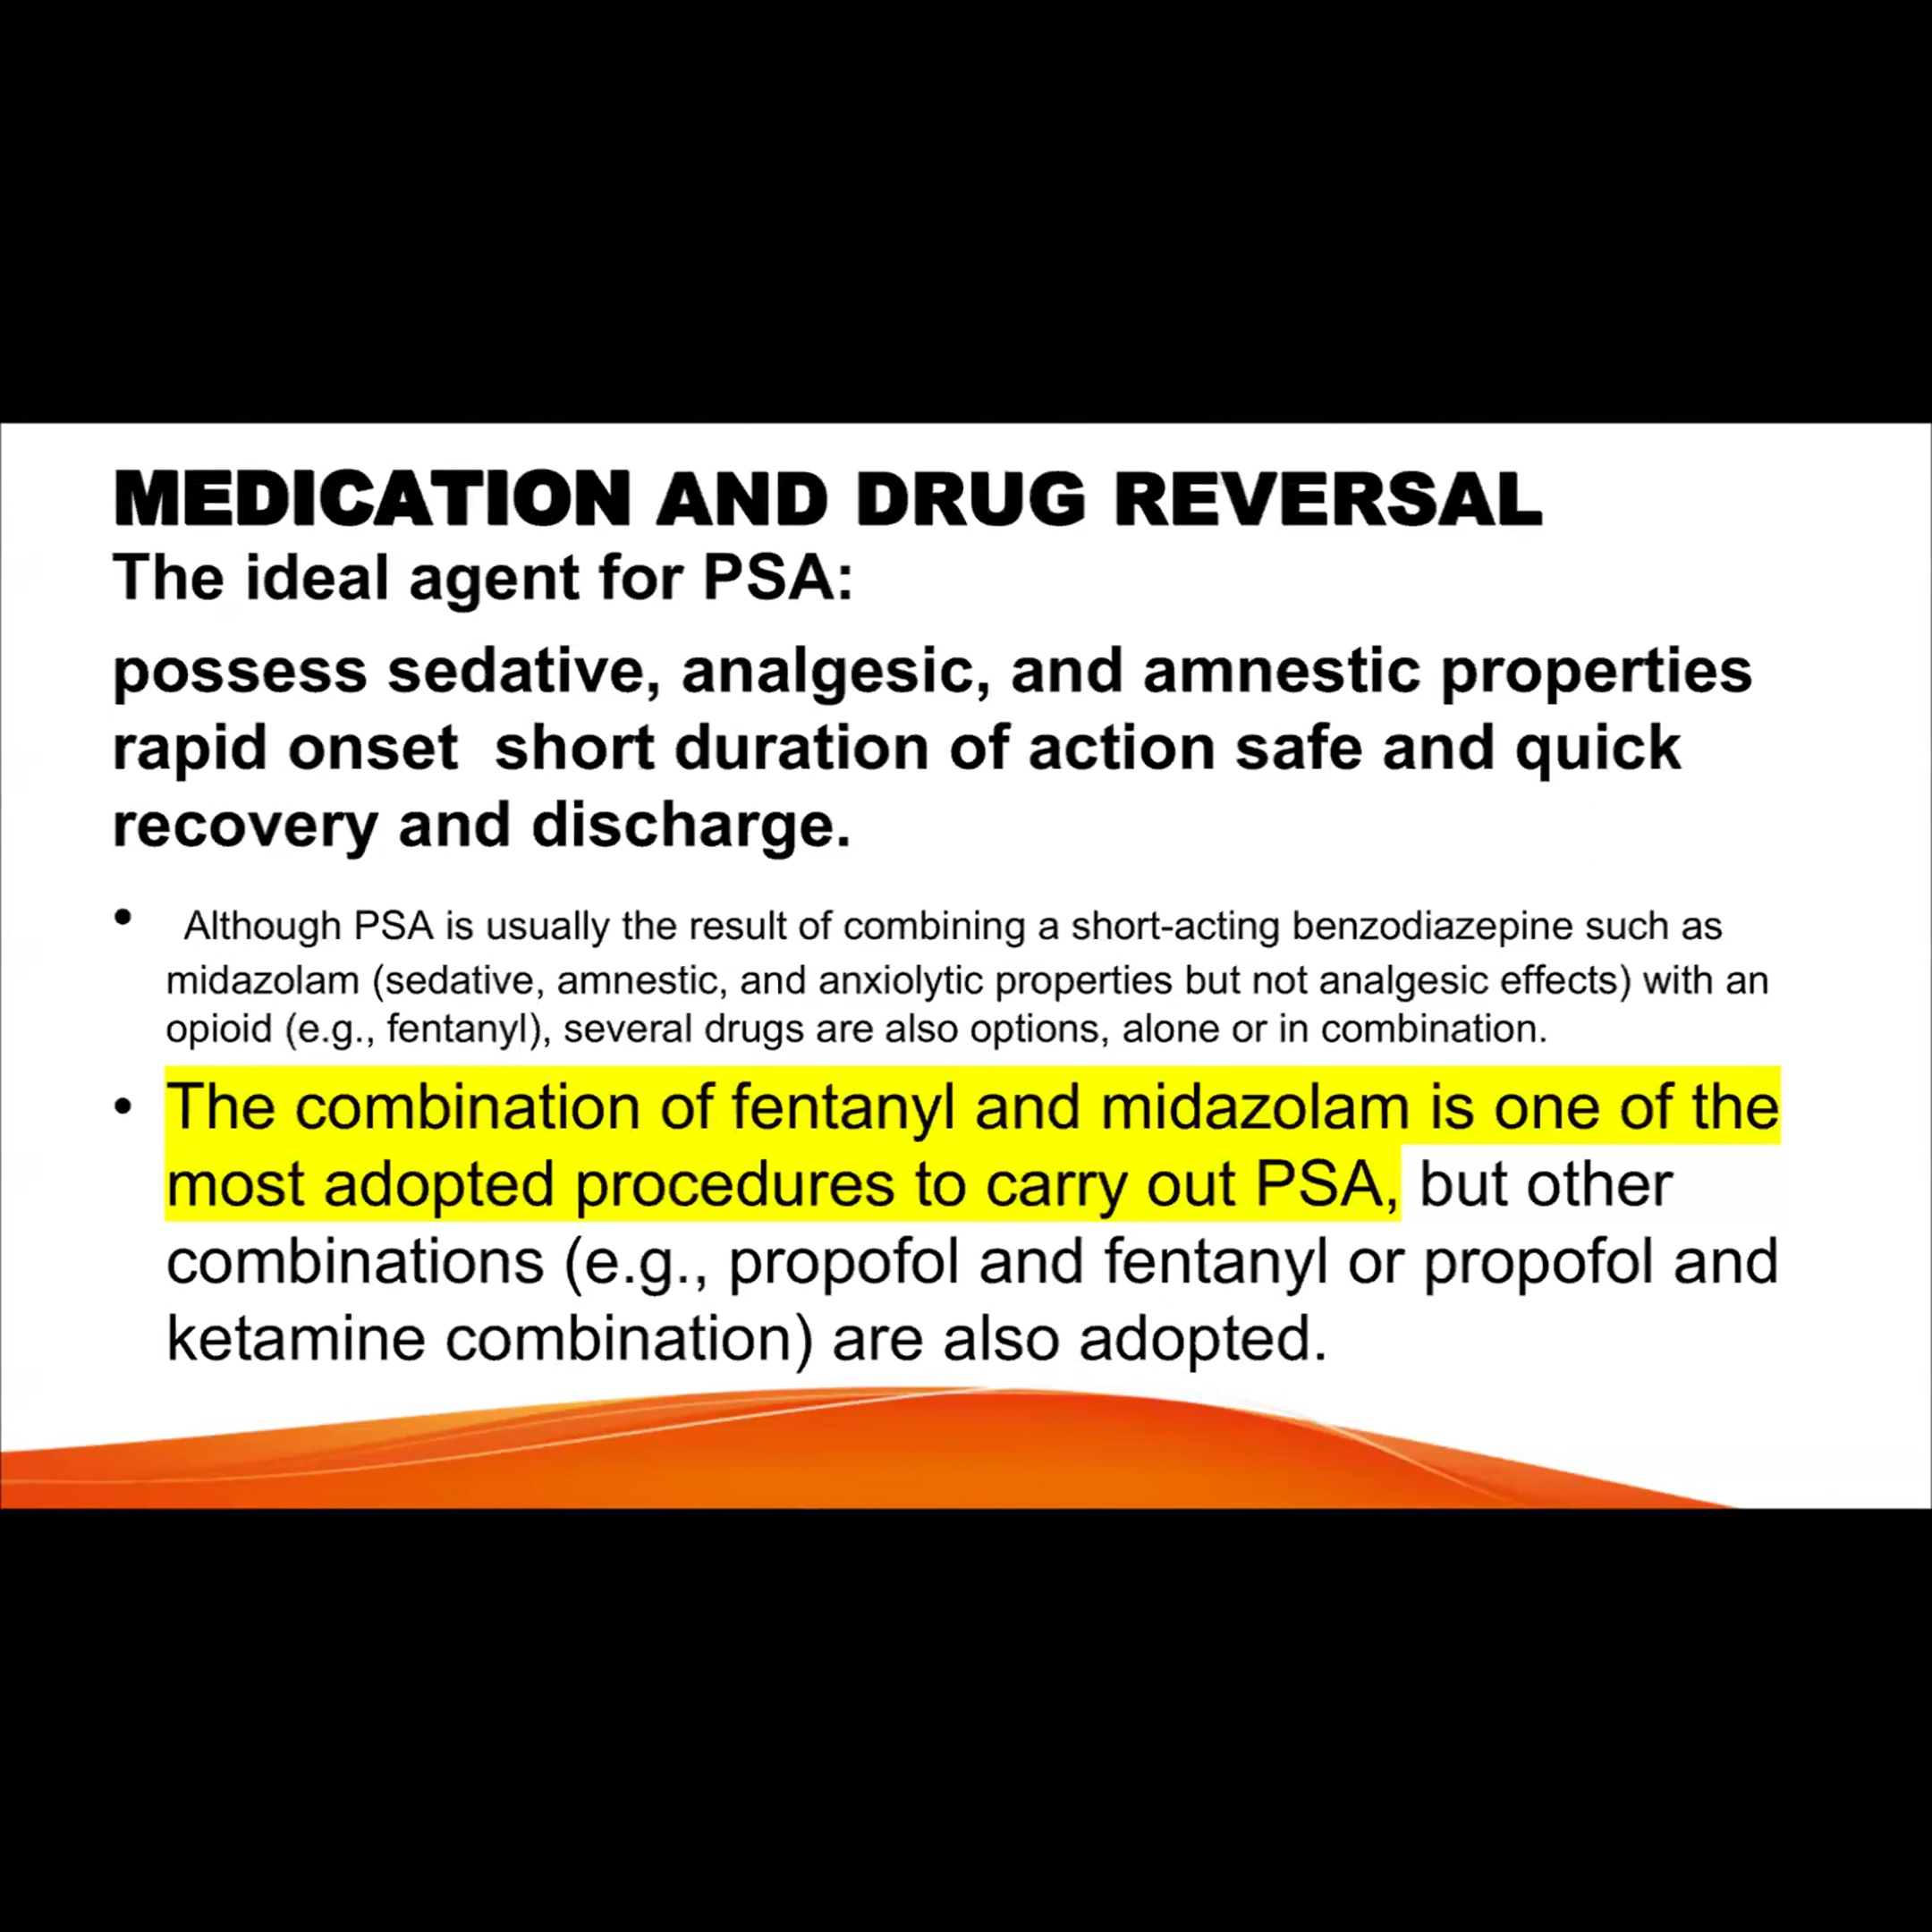 MEDICATION AND DRUG REVERSAL
The ideal agent for PSA:
possess sedative, analgesic, and amnestic properties
rapid onset  short duration of action safe and quick
recovery and discharge.
• Although PSA is usually the result of combining a short-acting benzodiazepine such as
midazolam (sedative, amnestic, and anxiolytic properties but not analgesic effects) with an
opioid (e.g., fentanyl), several drugs are also options, alone or in combination.
• The combination of fentanyl and midazolam is one of the
most adopted procedures to carry out PSA, but other
combinations (e.g., propofol and fentanyl or propofol and
ketamine combination) are also adopted.